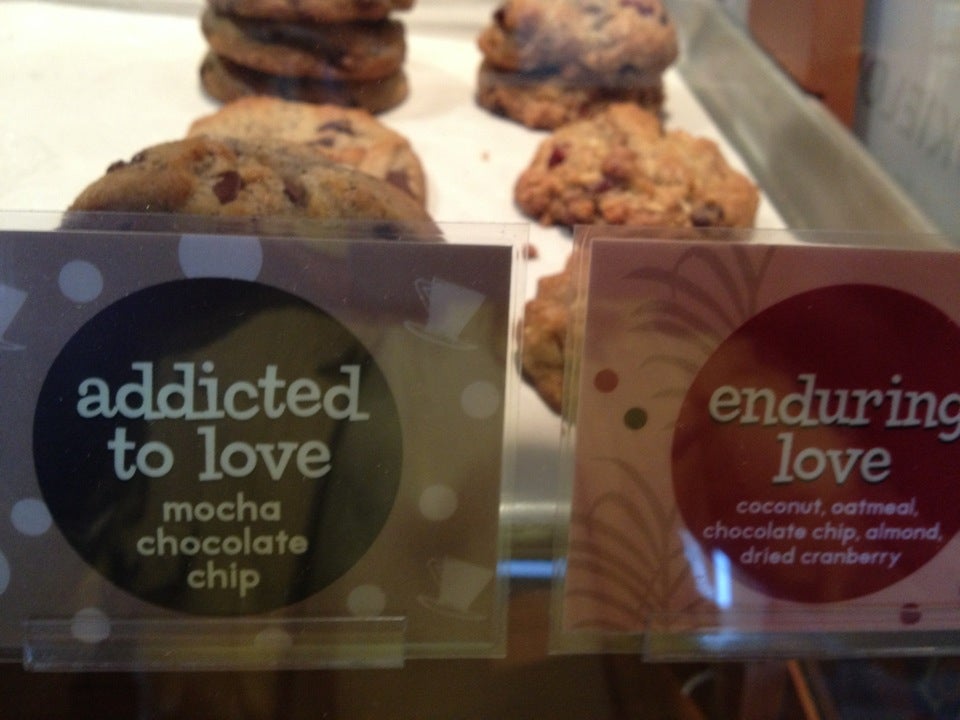 addicted
to love
mocha
chocolate
chip
enduring
love
coconut, oatmeal,
chocolate chip, almond,
dried cranberry